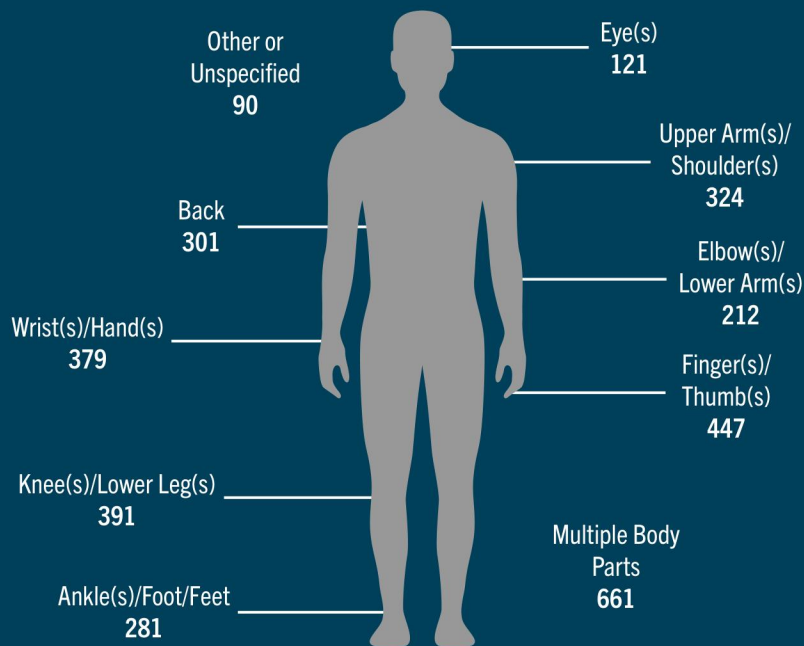 Other or
Unspecified
90
Eye(s)
121
Upper Arm(s)/
Shoulder(s)
324
Back
301
Elbow(s)/
Lower Arm(s)
212
Wrist(s)/Hand(s)
379
Finger(s)/
Thumb(s)
447
Knee(s)/Lower Leg(s)
391
Multiple Body
Parts
661
Ankle(s)/Foot/Feet
281